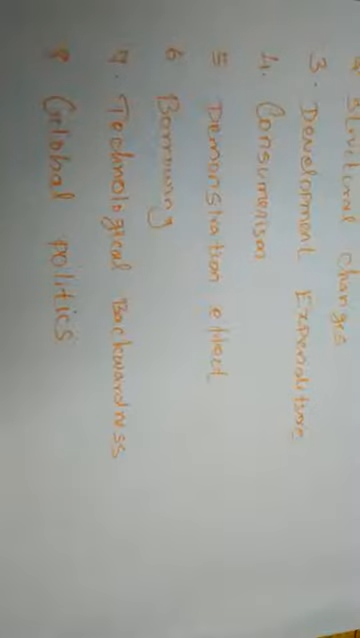 Structural changes
3. Development Expenditure
4. Consumerism
5 Demonstration effect
6 Borrowing
7. Technological Backwardness
8 Global politics